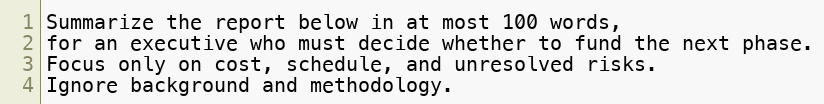 1 Summarize the report below in at most 100 words,
2 for an executive who must decide whether to fund the next phase.
3 Focus only on cost, schedule, and unresolved risks.
4 Ignore background and methodology.